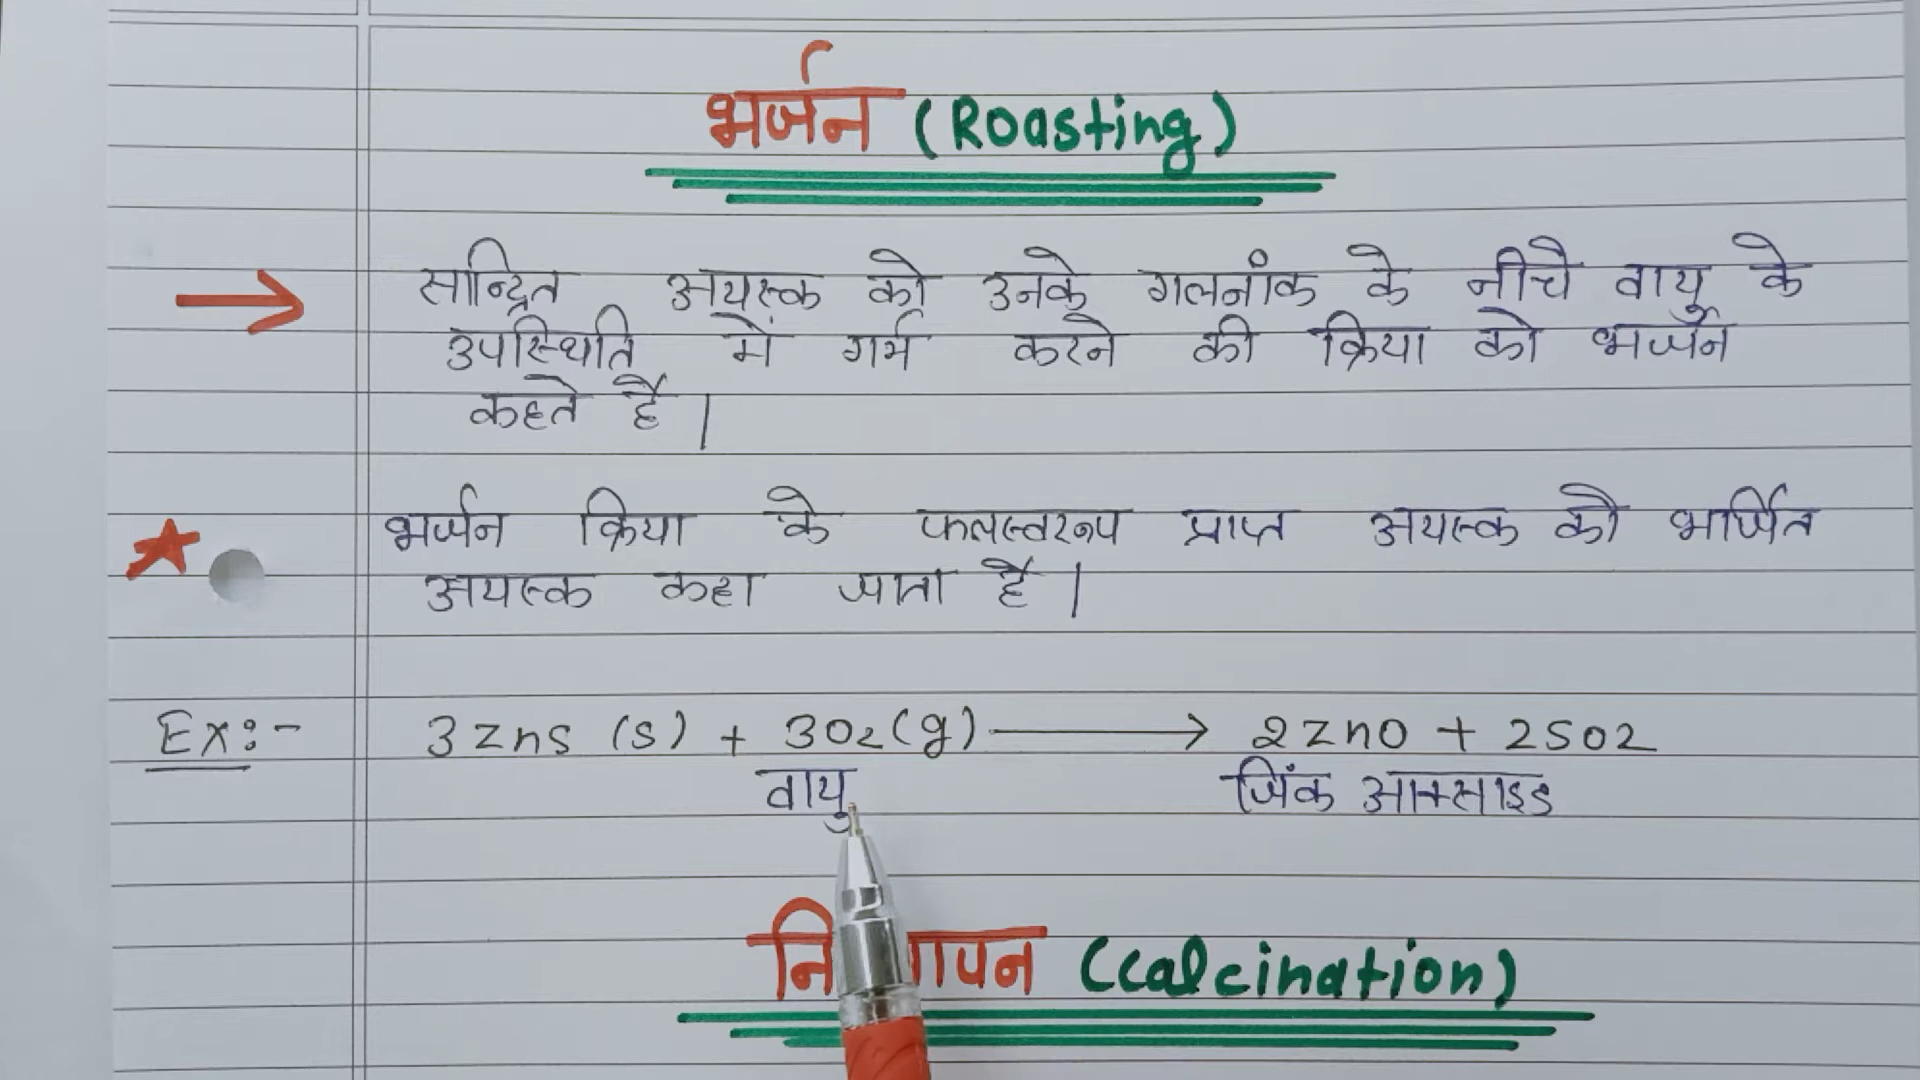 भर्जन (Roasting)
सान्द्रित अयस्क को उनके गलनांक के नीचे वायु के
उपस्थिति में गर्म करने की क्रिया को भर्जन
कहते है।
भर्जन क्रिया के फलस्वरूप प्राप्त अयस्क को भर्जित
अयस्क कहा जाता है।
Ex:- 3zns (s) + 3O2(g) → 2znO + 2SO2
वायु जिंक आक्साइड
(calcination)